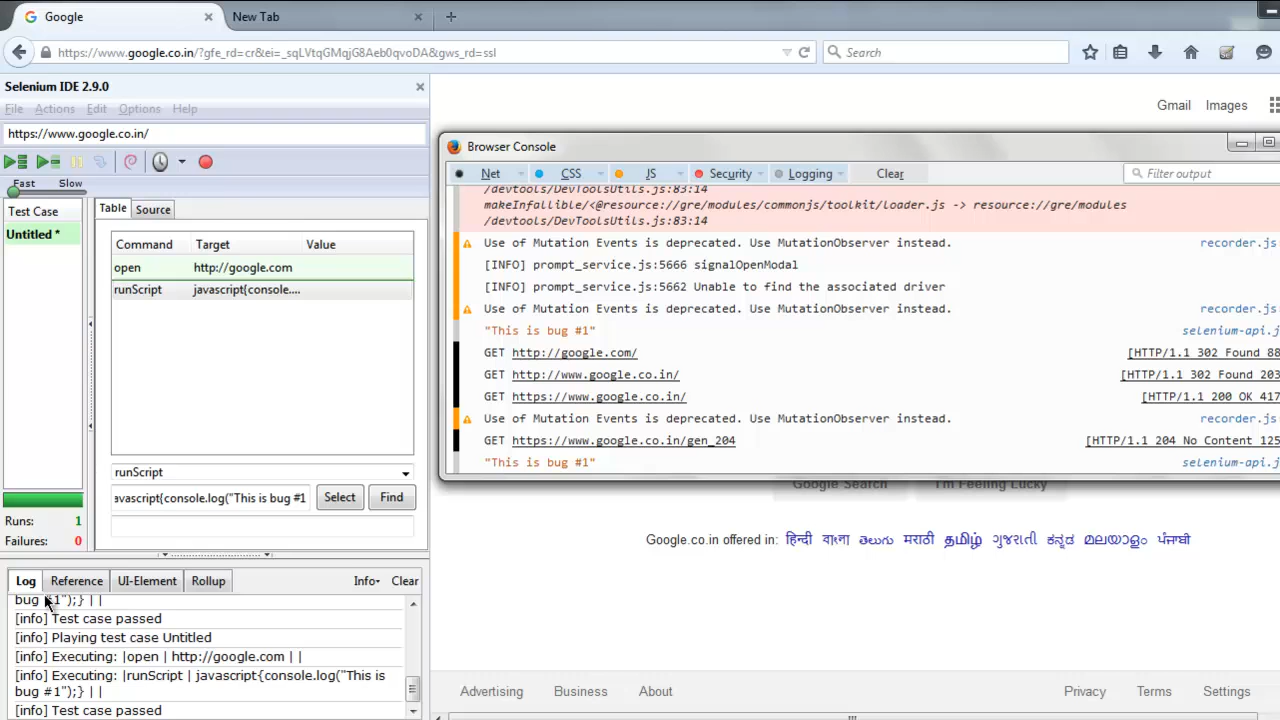 Google
New Tab
https://www.google.co.in/?gfe_rd=cr&ei=_sqLVtqGMqjG8Aeb0qvoDA&gws_rd=ssl
Search
Selenium IDE 2.9.0
File Actions Edit Options Help
https://www.google.co.in/
Fast Slow
Test Case
Untitled *
Runs: 1
Failures: 0
Table Source
Command Target Value
open http://google.com
runScript javascript{console....
runScript
avascript{console.log("This is bug #1
Select Find
Log Reference UI-Element Rollup Info Clear
bug #1");} | |
[info] Test case passed
[info] Playing test case Untitled
[info] Executing: |open | http://google.com | |
[info] Executing: |runScript | javascript{console.log("This is
bug #1");} | |
[info] Test case passed
Gmail Images
Browser Console
Net CSS JS Security Logging Clear Filter output
/devtools/DevToolsUtils.js:83:14
makeInfallible/<@resource://gre/modules/commonjs/toolkit/loader.js -> resource://gre/modules
/devtools/DevToolsUtils.js:83:14
Use of Mutation Events is deprecated. Use MutationObserver instead. recorder.js
[INFO] prompt_service.js:5666 signalOpenModal
[INFO] prompt_service.js:5662 Unable to find the associated driver
Use of Mutation Events is deprecated. Use MutationObserver instead. recorder.js
"This is bug #1" selenium-api.j
GET http://google.com/ [HTTP/1.1 302 Found 88
GET http://www.google.co.in/ [HTTP/1.1 302 Found 203
GET https://www.google.co.in/ [HTTP/1.1 200 OK 417
Use of Mutation Events is deprecated. Use MutationObserver instead. recorder.js
GET https://www.google.co.in/gen_204 [HTTP/1.1 204 No Content 125
"This is bug #1" selenium-api.j
Google Search I'm Feeling Lucky
Google.co.in offered in: हिन्दी বাংলা తెలుగు मराठी தமிழ் ગુજરાતી ಕನ್ನಡ മലയാളം ਪੰਜਾਬੀ
Advertising Business About Privacy Terms Settings